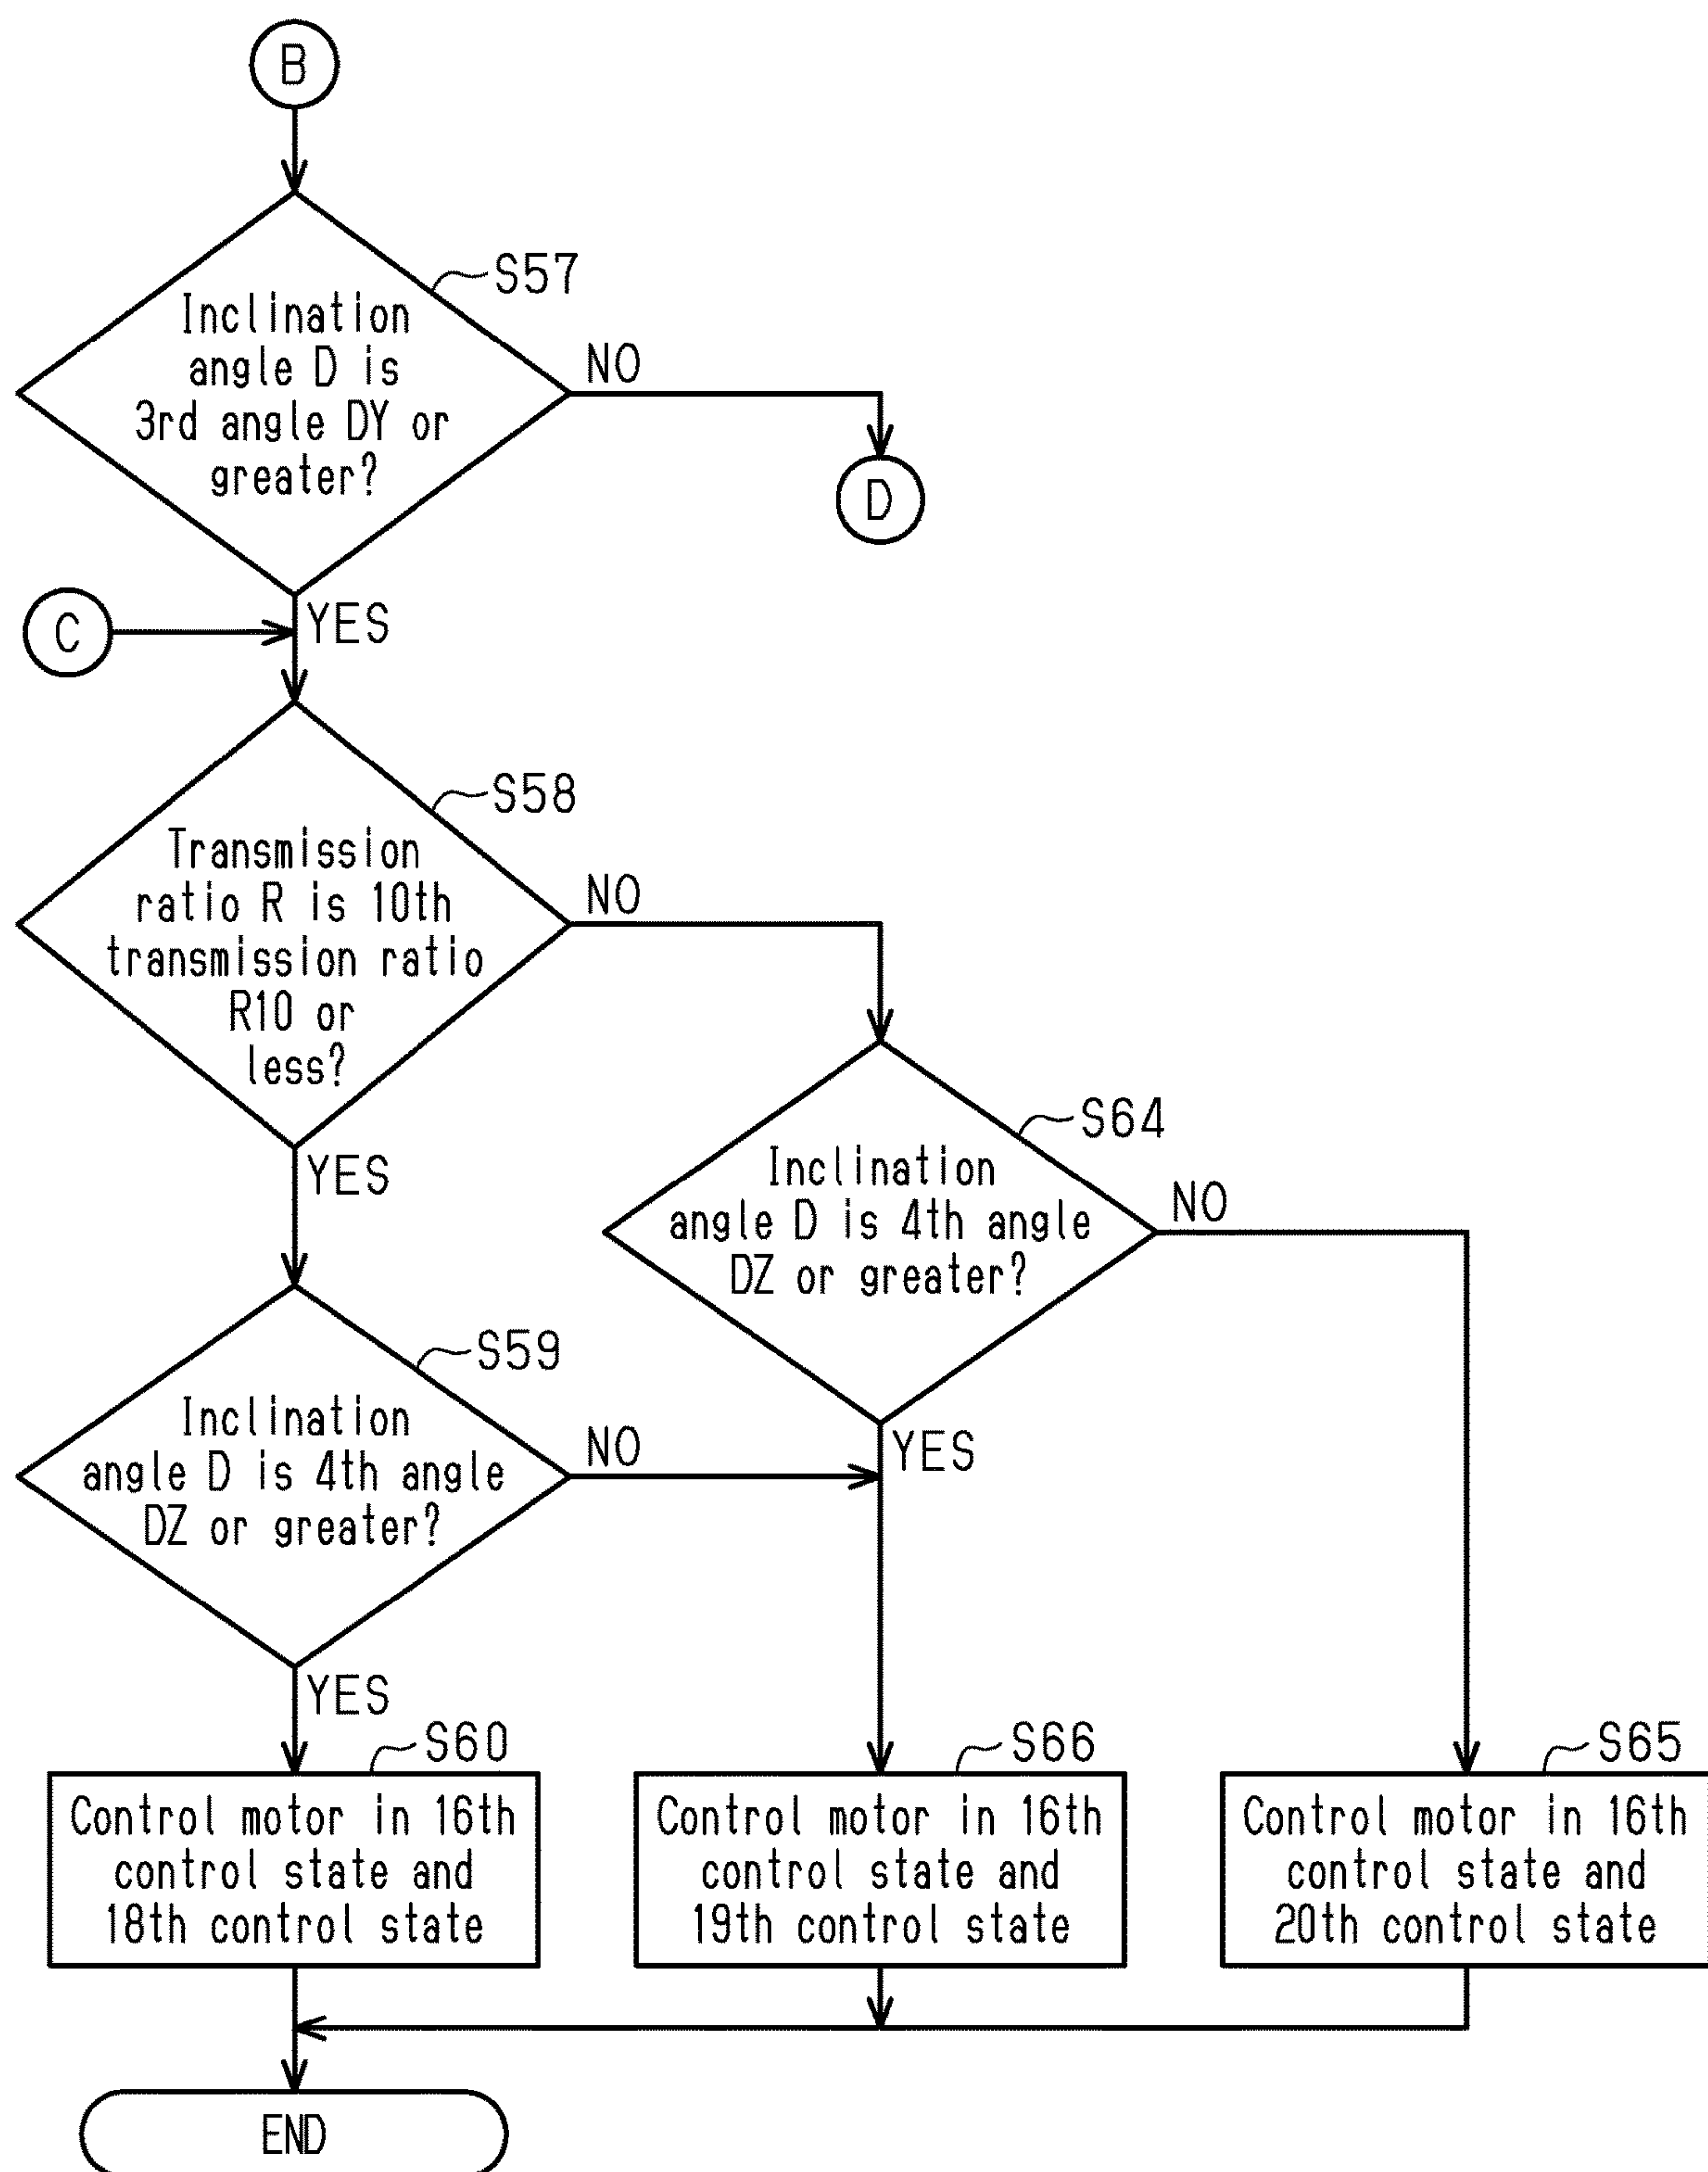 B
S57
Inclination
angle D is
3rd angle DY or
greater?
NO
D
YES
C
S58
Transmission
ratio R is 10th
transmission ratio
R10 or
less?
NO
YES
S64
Inclination
angle D is 4th angle
DZ or greater?
NO
YES
S59
Inclination
angle D is 4th angle
DZ or greater?
NO
YES
S60
Control motor in 16th
control state and
18th control state
S66
Control motor in 16th
control state and
19th control state
S65
Control motor in 16th
control state and
20th control state
END